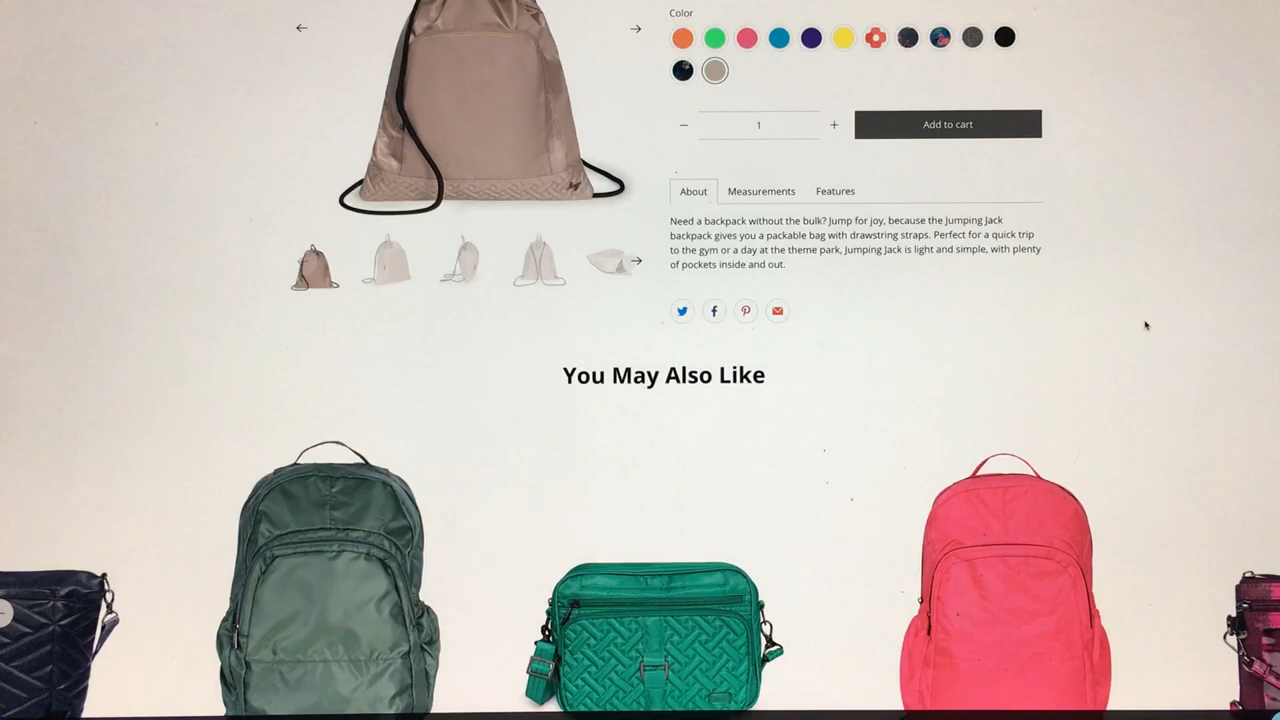 Color
1
Add to cart
About Measurements Features
Need a backpack without the bulk? Jump for joy, because the Jumping Jack
backpack gives you a packable bag with drawstring straps. Perfect for a quick trip
to the gym or a day at the theme park, Jumping Jack is light and simple, with plenty
of pockets inside and out.
You May Also Like